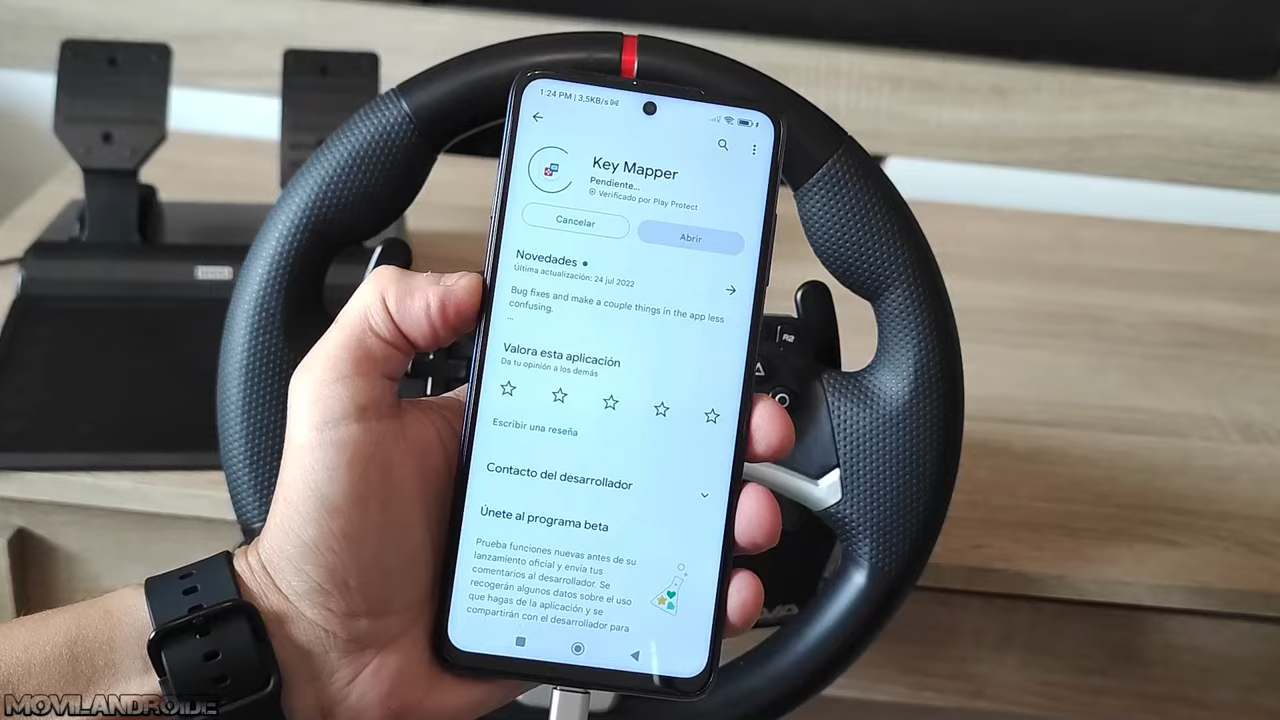 1:24 PM | 3,5KB/s
Key Mapper
Pendiente...
Verificado por Play Protect
Cancelar
Abrir
Novedades
Última actualización: 24 jul 2022
Bug fixes and make a couple things in the app less
confusing.
...
Valora esta aplicación
Da tu opinión a los demás
Escribir una reseña
Contacto del desarrollador
Únete al programa beta
Prueba funciones nuevas antes de su
lanzamiento oficial y envía tus
comentarios al desarrollador. Se
recogerán algunos datos sobre el uso
que hagas de la aplicación y se
compartirán con el desarrollador para
R2
MOVILANDROIDE